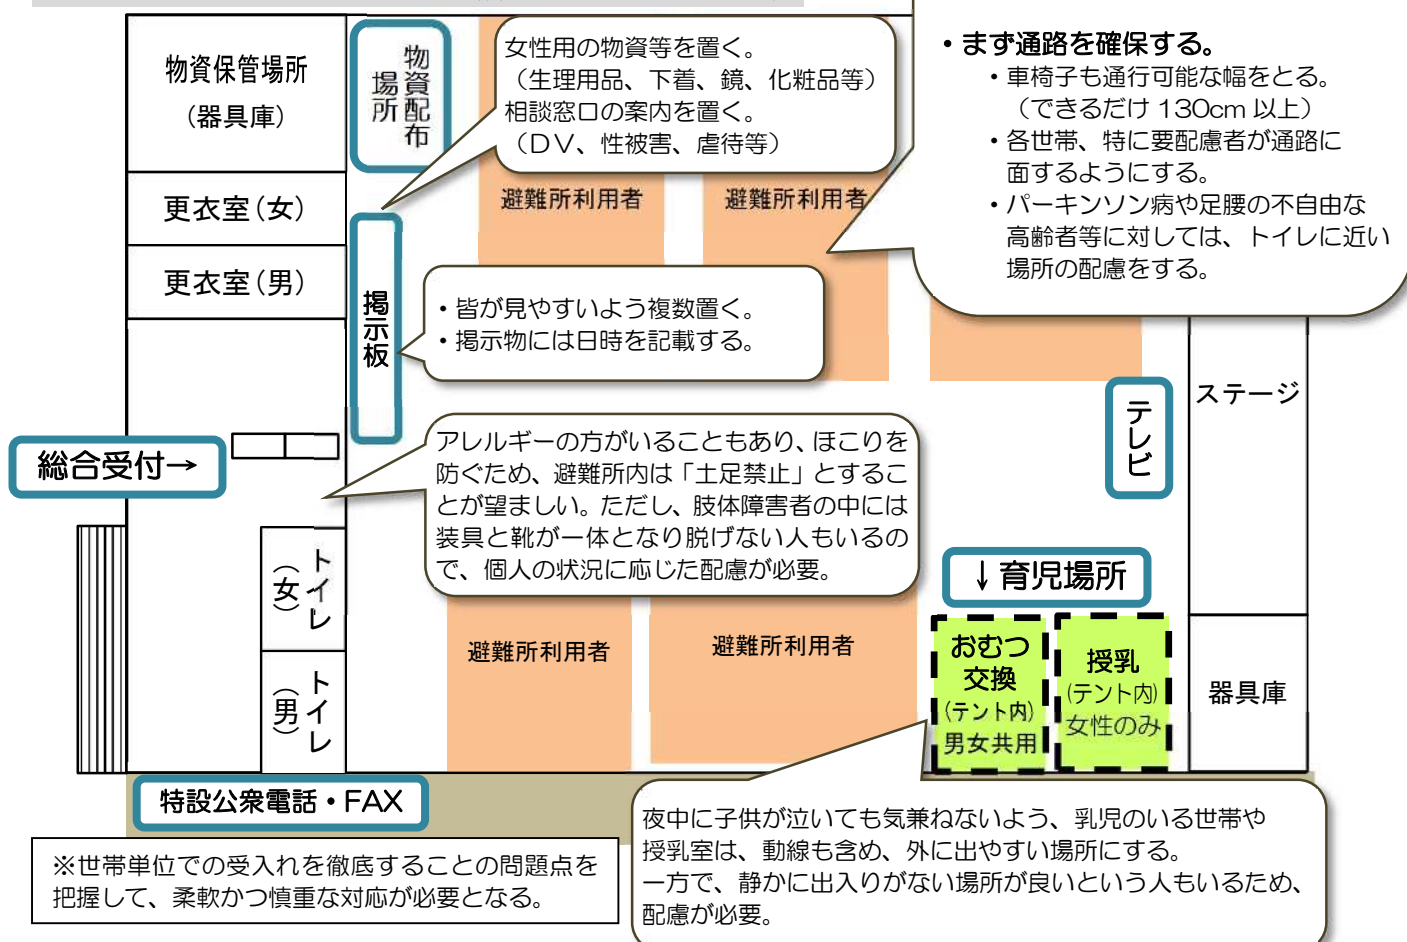 物資保管場所
（器具庫）
物資配布
場所
女性用の物資等を置く。
（生理用品、下着、鏡、化粧品等）
相談窓口の案内を置く。
（ＤＶ、性被害、虐待等）
・まず通路を確保する。
・車椅子も通行可能な幅をとる。
（できるだけ 130cm 以上）
・各世帯、特に要配慮者が通路に
面するようにする。
・パーキンソン病や足腰の不自由な
高齢者等に対しては、トイレに近い
場所の配慮をする。
更衣室（女）
避難所利用者
避難所利用者
更衣室（男）
掲示板
・皆が見やすいよう複数置く。
・掲示物には日時を記載する。
ステージ
テレビ
総合受付→
アレルギーの方がいることもあり、ほこりを
防ぐため、避難所内は「土足禁止」とするこ
とが望ましい。ただし、肢体障害者の中には
装具と靴が一体となり脱げない人もいるの
で、個人の状況に応じた配慮が必要。
トイレ
（女）
↓育児場所
避難所利用者
避難所利用者
おむつ
交換
（テント内）
男女共用
授乳
（テント内）
女性のみ
器具庫
トイレ
（男）
特設公衆電話・FAX
※世帯単位での受入れを徹底することの問題点を
把握して、柔軟かつ慎重な対応が必要となる。
夜中に子供が泣いても気兼ねないよう、乳児のいる世帯や
授乳室は、動線も含め、外に出やすい場所にする。
一方で、静かに出入りがない場所が良いという人もいるため、
配慮が必要。